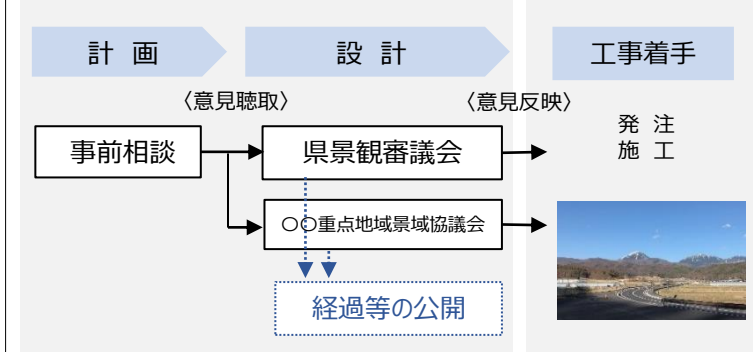 計 画
設 計
工事着手
〈意見聴取〉
〈意見反映〉
事前相談
県景観審議会
発 注
施 工
〇〇重点地域景域協議会
経過等の公開